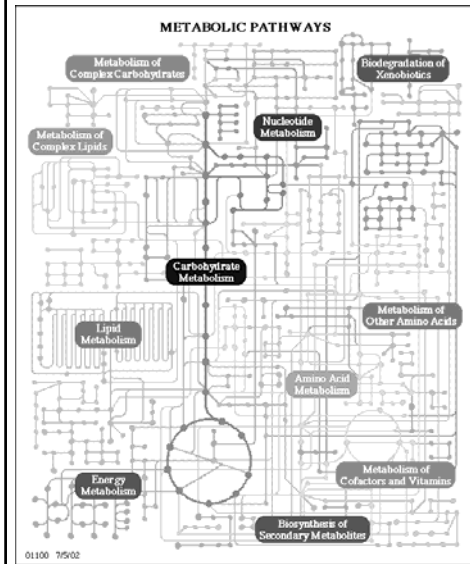 METABOLIC PATHWAYS
Metabolism of
Complex Carbohydrates
Biodegradation of
Xenobiotics
Nucleotide
Metabolism
Metabolism of
Complex Lipids
Carbohydrate
Metabolism
Lipid
Metabolism
Metabolism of
Other Amino Acids
Amino Acid
Metabolism
Energy
Metabolism
Metabolism of
Cofactors and Vitamins
Biosynthesis of
Secondary Metabolites
01100 7/5/02